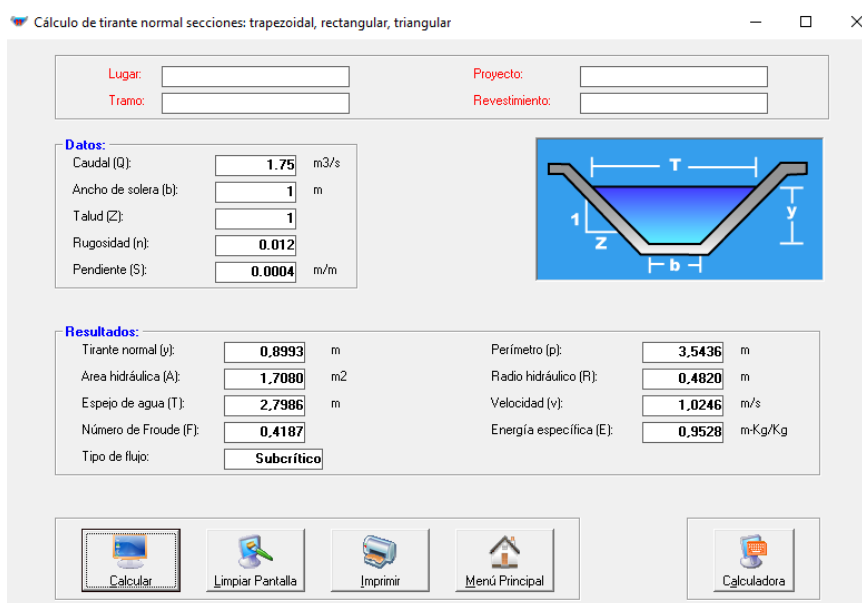 Cálculo de tirante normal secciones: trapezoidal, rectangular, triangular
Lugar: Proyecto:
Tramo: Revestimiento:
Datos:
Caudal (Q): 1.75 m3/s
Ancho de solera (b): 1 m
Talud (Z): 1
Rugosidad (n): 0.012
Pendiente (S): 0.0004 m/m
T
1
Z
y
b
Resultados:
Tirante normal (y): 0,8993 m Perímetro (p): 3,5436 m
Area hidráulica (A): 1,7080 m2 Radio hidráulico (R): 0,4820 m
Espejo de agua (T): 2,7986 m Velocidad (v): 1,0246 m/s
Número de Froude (F): 0,4187 Energía específica (E): 0,9528 m-Kg/Kg
Tipo de flujo: Subcrítico
Calcular Limpiar Pantalla Imprimir Menú Principal Calculadora